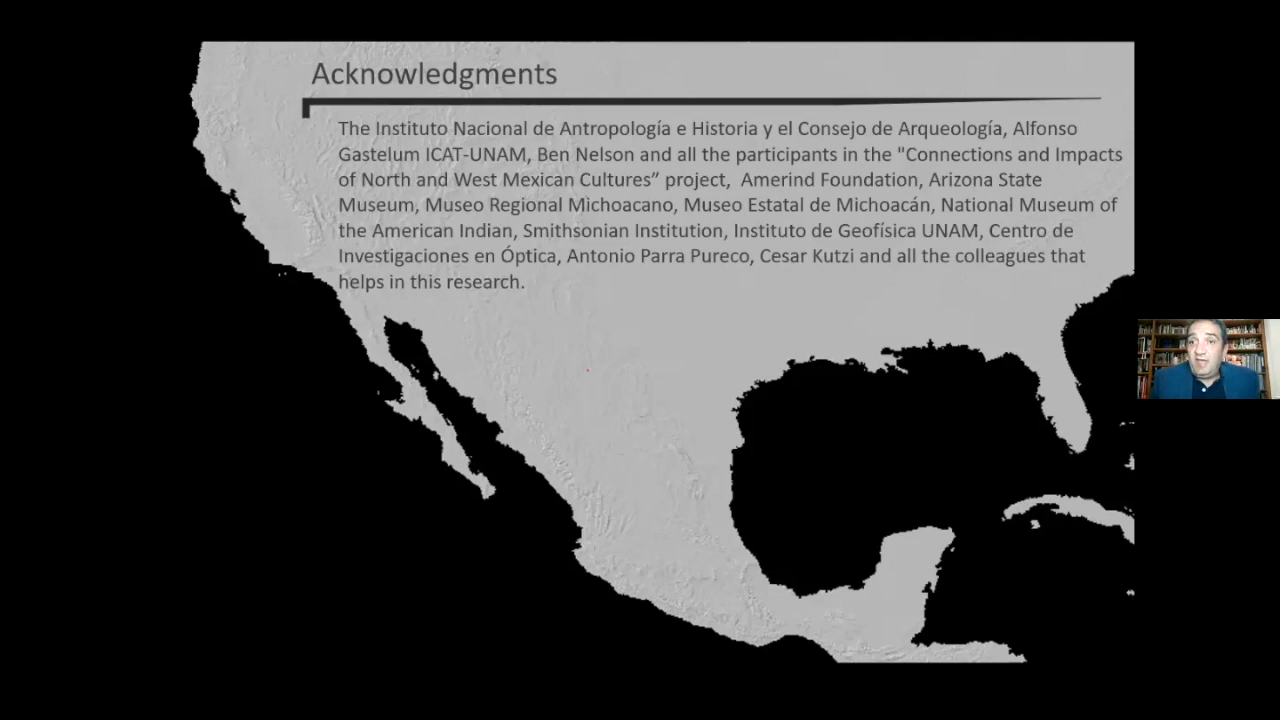 Acknowledgments
The Instituto Nacional de Antropología e Historia y el Consejo de Arqueología, Alfonso
Gastelum ICAT-UNAM, Ben Nelson and all the participants in the "Connections and Impacts
of North and West Mexican Cultures” project,  Amerind Foundation, Arizona State
Museum, Museo Regional Michoacano, Museo Estatal de Michoacán, National Museum of
the American Indian, Smithsonian Institution, Instituto de Geofísica UNAM, Centro de
Investigaciones en Óptica, Antonio Parra Pureco, Cesar Kutzi and all the colleagues that
helps in this research.